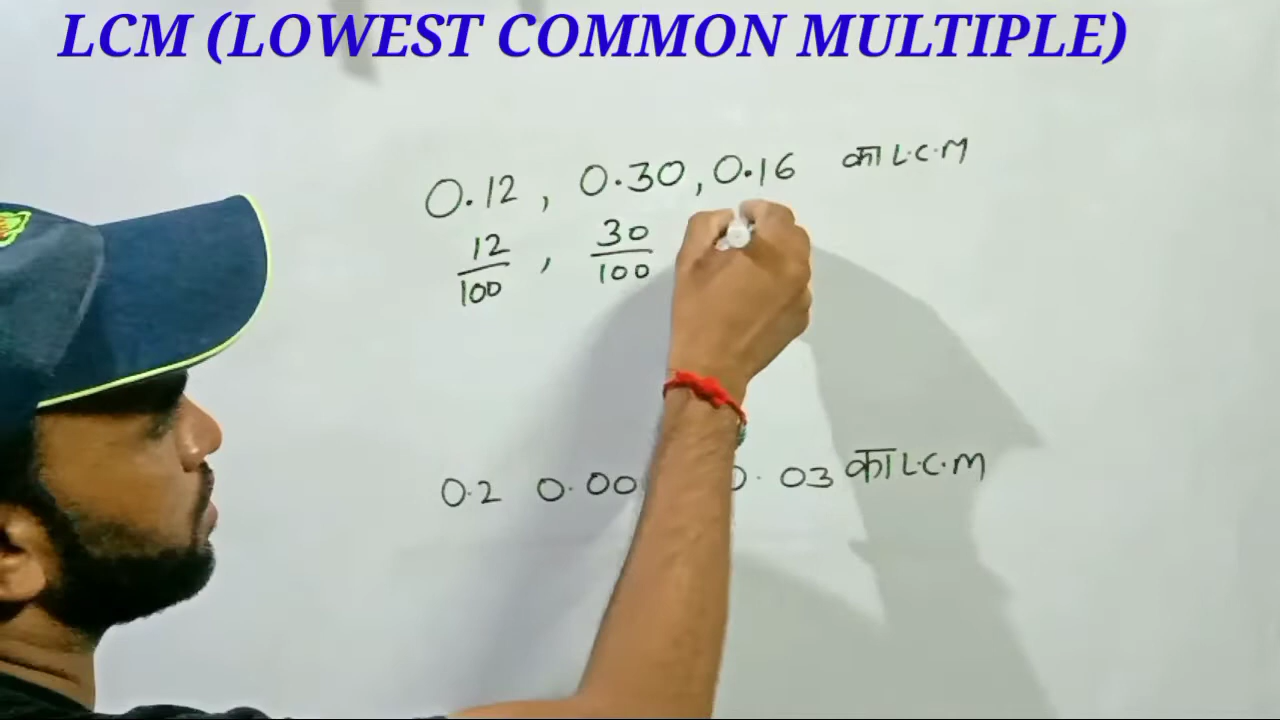 LCM (LOWEST COMMON MULTIPLE)
0.12 , 0.30 , 0.16 का L.C.M
12/100 , 30/100
0.2 0.00 0.03 का L.C.M